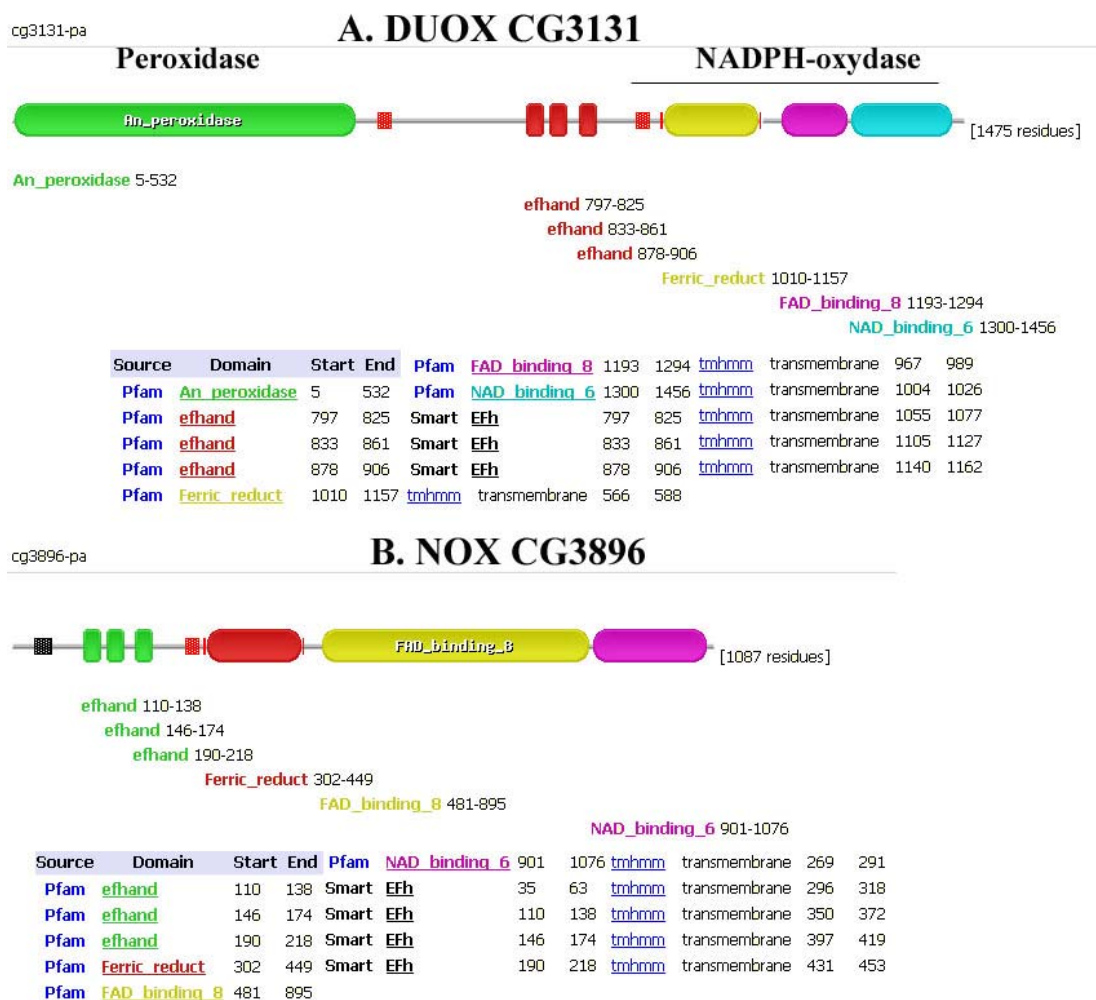 cg3131-pa
A. DUOX CG3131
Peroxidase NADPH-oxydase
An_peroxidase
[1475 residues]
An_peroxidase 5-532
efhand 797-825
efhand 833-861
efhand 878-906
Ferric_reduct 1010-1157
FAD_binding_8 1193-1294
NAD_binding_6 1300-1456
Source Domain Start End Pfam FAD_binding_8 1193 1294 tmhmm transmembrane 967 989
Pfam An_peroxidase 5 532 Pfam NAD_binding_6 1300 1456 tmhmm transmembrane 1004 1026
Pfam efhand 797 825 Smart EFh 797 825 tmhmm transmembrane 1055 1077
Pfam efhand 833 861 Smart EFh 833 861 tmhmm transmembrane 1105 1127
Pfam efhand 878 906 Smart EFh 878 906 tmhmm transmembrane 1140 1162
Pfam Ferric_reduct 1010 1157 tmhmm transmembrane 566 588
cg3896-pa
B. NOX CG3896
FAD_binding_8
[1087 residues]
efhand 110-138
efhand 146-174
efhand 190-218
Ferric_reduct 302-449
FAD_binding_8 481-895
NAD_binding_6 901-1076
Source Domain Start End Pfam NAD_binding_6 901 1076 tmhmm transmembrane 269 291
Pfam efhand 110 138 Smart EFh 35 63 tmhmm transmembrane 296 318
Pfam efhand 146 174 Smart EFh 110 138 tmhmm transmembrane 350 372
Pfam efhand 190 218 Smart EFh 146 174 tmhmm transmembrane 397 419
Pfam Ferric_reduct 302 449 Smart EFh 190 218 tmhmm transmembrane 431 453
Pfam FAD_binding_8 481 895